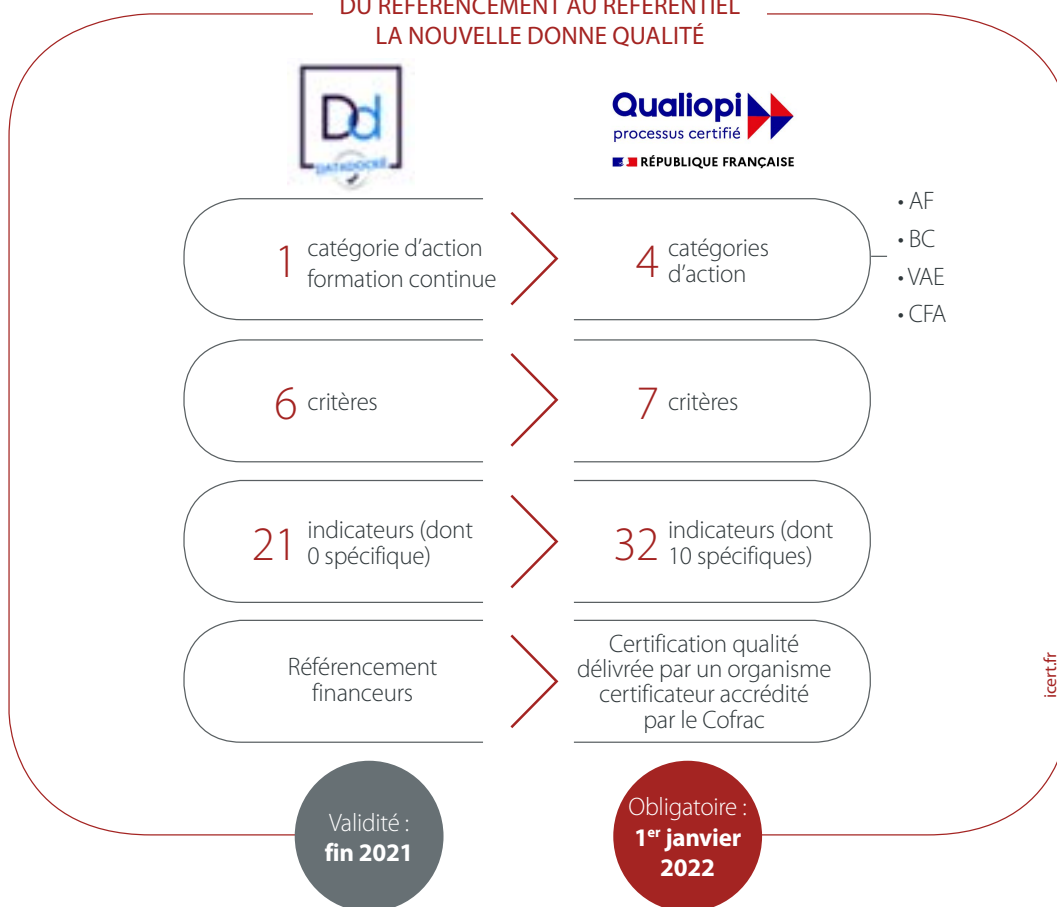 DU RÉFÉRENCEMENT AU RÉFÉRENTIEL
LA NOUVELLE DONNE QUALITÉ
Dd
DATADOCKÉ
Qualiopi
processus certifié
RÉPUBLIQUE FRANÇAISE
1 catégorie d’action
formation continue
4 catégories
d’action
• AF
• BC
• VAE
• CFA
6 critères
7 critères
21 indicateurs (dont
0 spécifique)
32 indicateurs (dont
10 spécifiques)
Référencement
financeurs
Certification qualité
délivrée par un organisme
certificateur accrédité
par le Cofrac
icert.fr
Validité :
fin 2021
Obligatoire :
1er janvier
2022